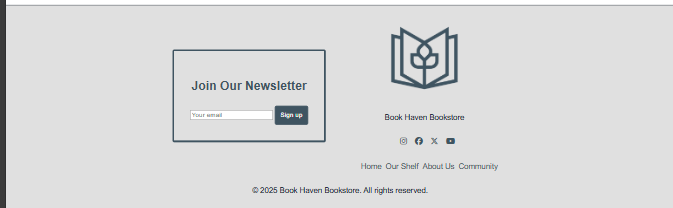 Join Our Newsletter
Your email
Sign up
Book Haven Bookstore
Home Our Shelf About Us Community
© 2025 Book Haven Bookstore. All rights reserved.